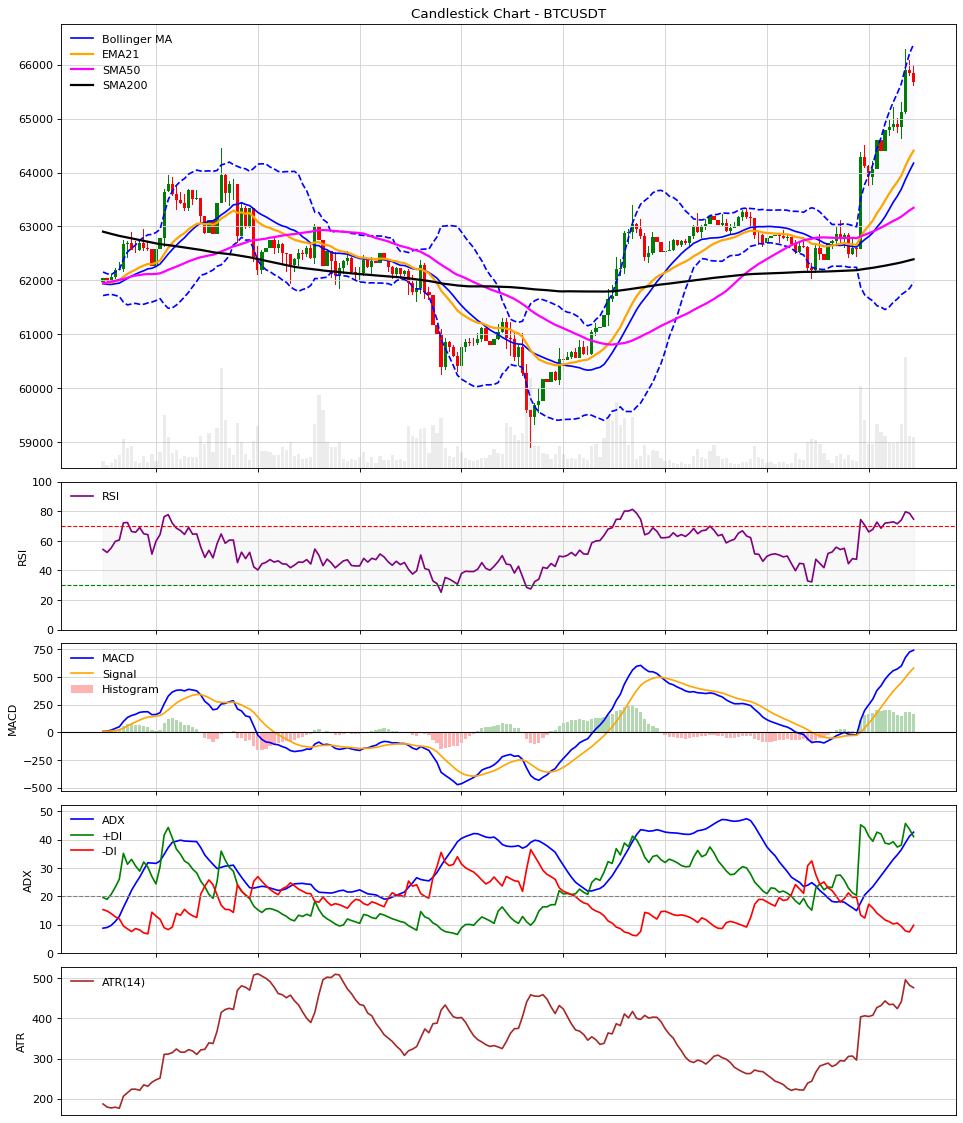 Candlestick Chart - BTCUSDT
Bollinger MA
EMA21
SMA50
SMA200
66000
65000
64000
63000
62000
61000
60000
59000
100
80
60
40
20
0
RSI
RSI
750
500
250
0
−250
−500
MACD
MACD
Signal
Histogram
50
40
30
20
10
0
ADX
ADX
+DI
-DI
500
400
300
200
ATR
ATR(14)